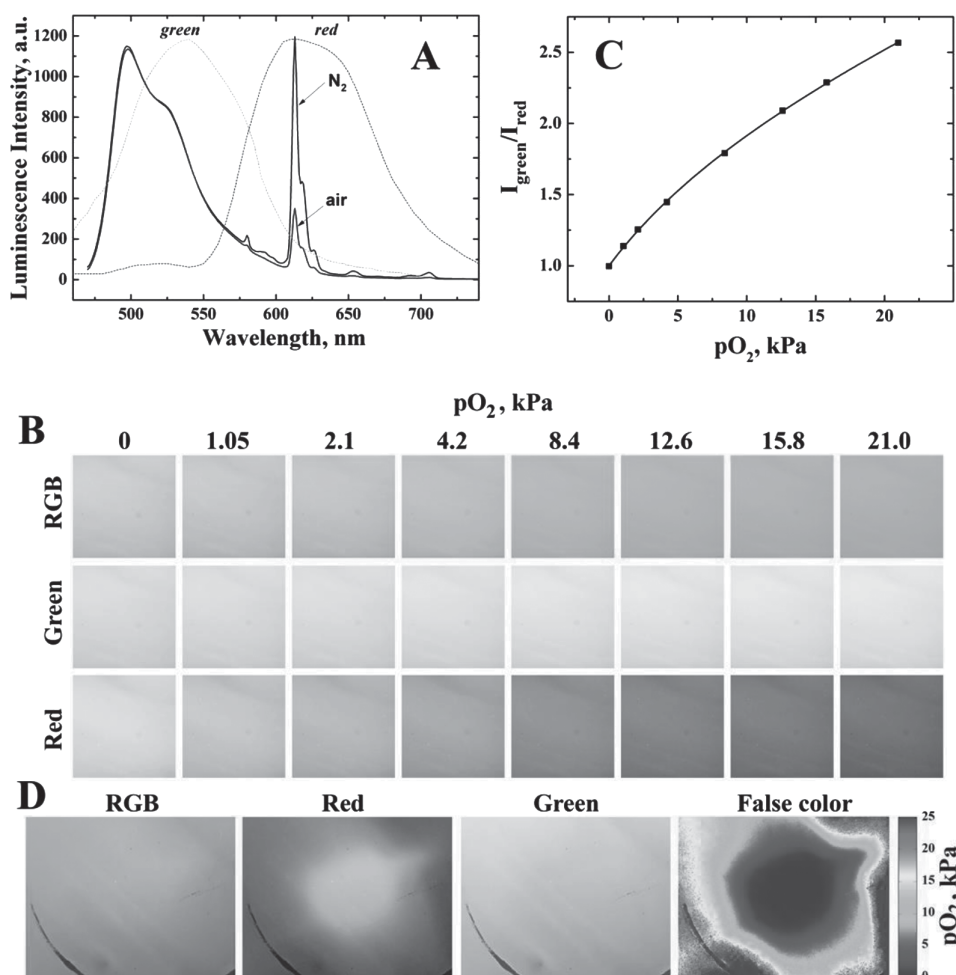 A
green
red
N2
air
Luminescence Intensity, a.u.
1200
1000
800
600
400
200
0
500
550
600
650
700
Wavelength, nm
C
Igreen/Ired
2.5
2.0
1.5
1.0
0
5
10
15
20
pO2, kPa
B
pO2, kPa
0 1.05 2.1 4.2 8.4 12.6 15.8 21.0
RGB
Green
Red
D
RGB Red Green False color
25
20
15
10
5
0
pO2, kPa